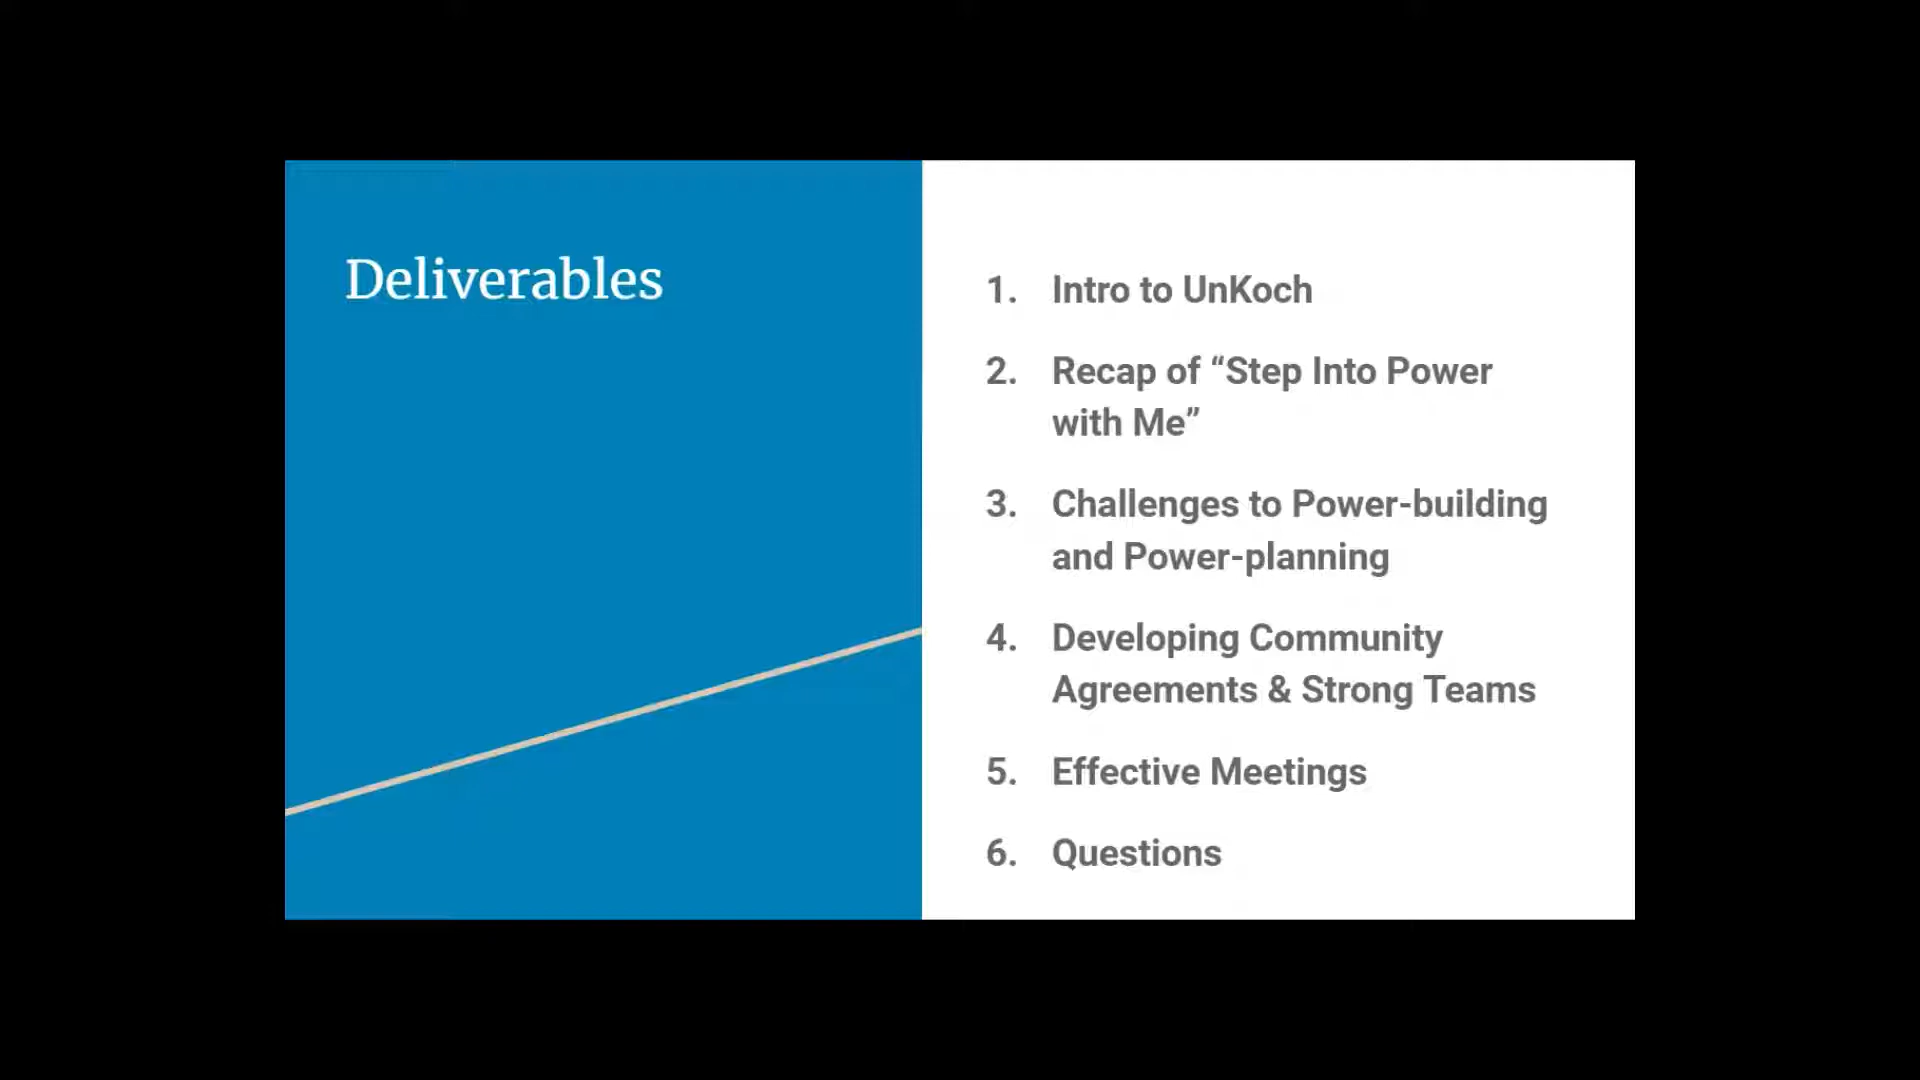 Deliverables
1. Intro to UnKoch
2. Recap of “Step Into Power
with Me”
3. Challenges to Power-building
and Power-planning
4. Developing Community
Agreements & Strong Teams
5. Effective Meetings
6. Questions